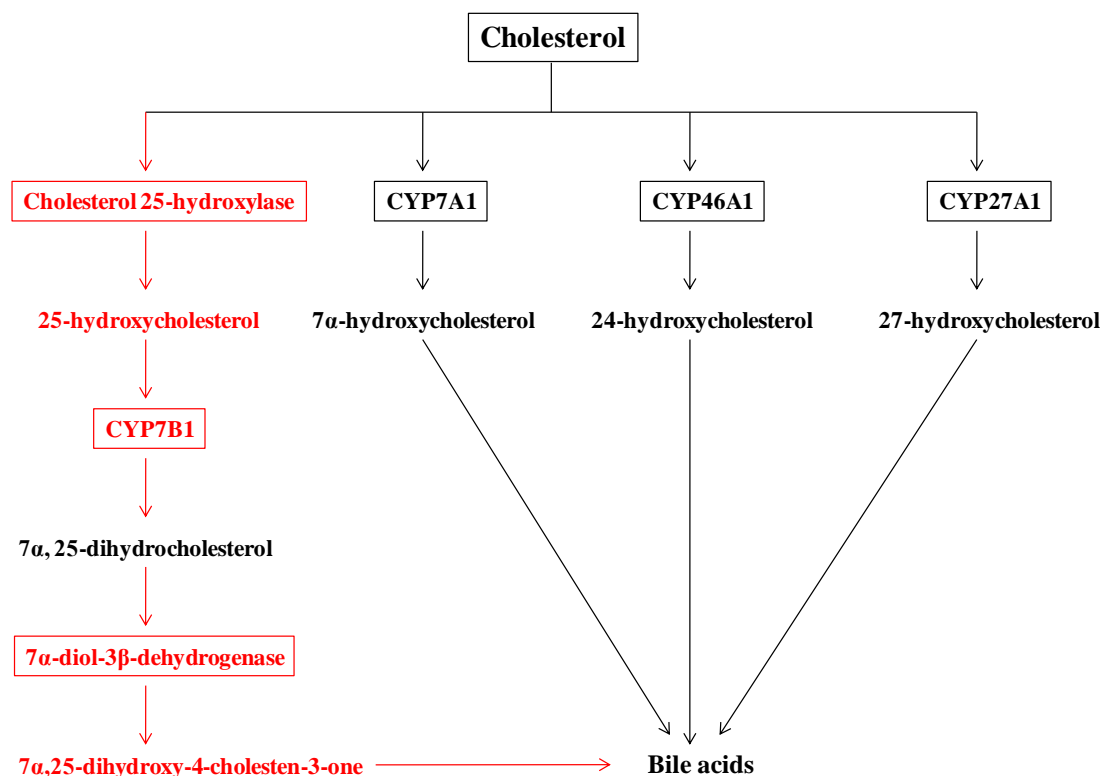 Cholesterol
Cholesterol 25-hydroxylase
CYP7A1
CYP46A1
CYP27A1
25-hydroxycholesterol
7α-hydroxycholesterol
24-hydroxycholesterol
27-hydroxycholesterol
CYP7B1
7α, 25-dihydrocholesterol
7α-diol-3β-dehydrogenase
7α,25-dihydroxy-4-cholesten-3-one
Bile acids